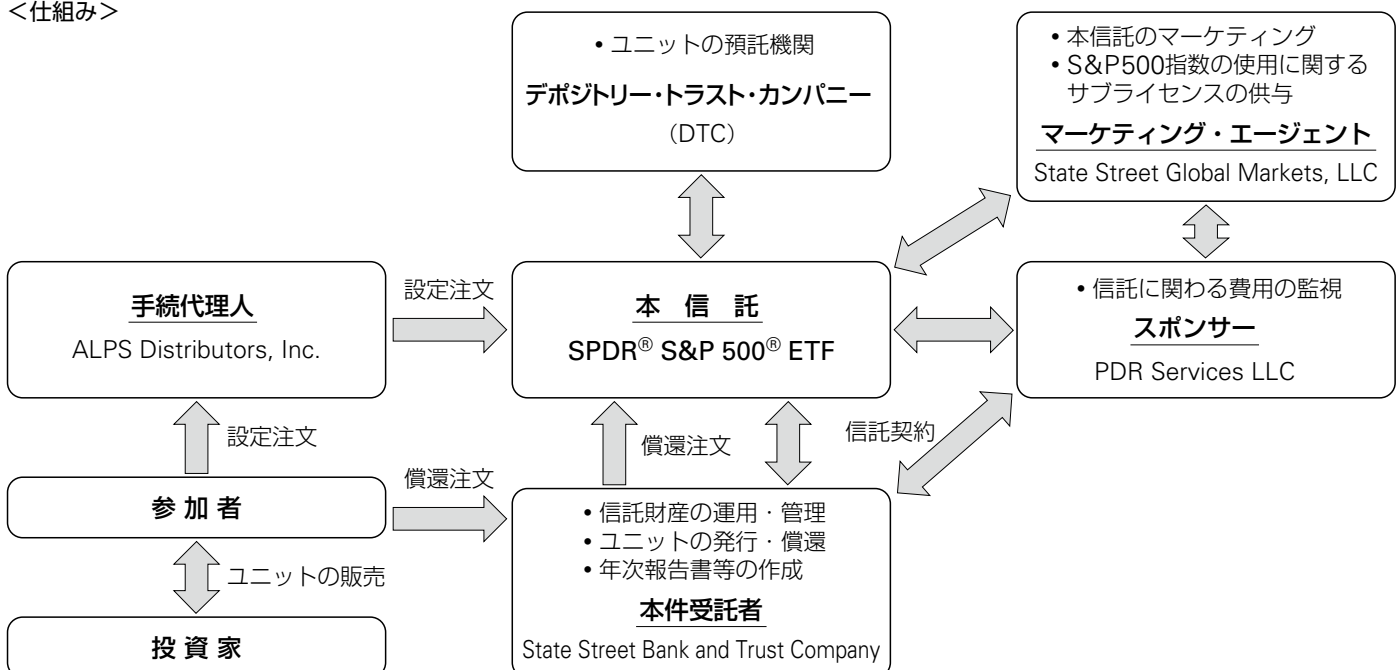 <仕組み>
•ユニットの預託機関
デポジトリー・トラスト・カンパニー
（DTC）
•本信託のマーケティング
•S&P500指数の使用に関する
サブライセンスの供与
マーケティング・エージェント
State Street Global Markets, LLC
手続代理人
ALPS Distributors, Inc.
設定注文
本 信 託
SPDR® S&P 500® ETF
•信託に関わる費用の監視
スポンサー
PDR Services LLC
設定注文
償還注文
信託契約
参 加 者
償還注文
•信託財産の運用・管理
•ユニットの発行・償還
•年次報告書等の作成
本件受託者
State Street Bank and Trust Company
ユニットの販売
投 資 家